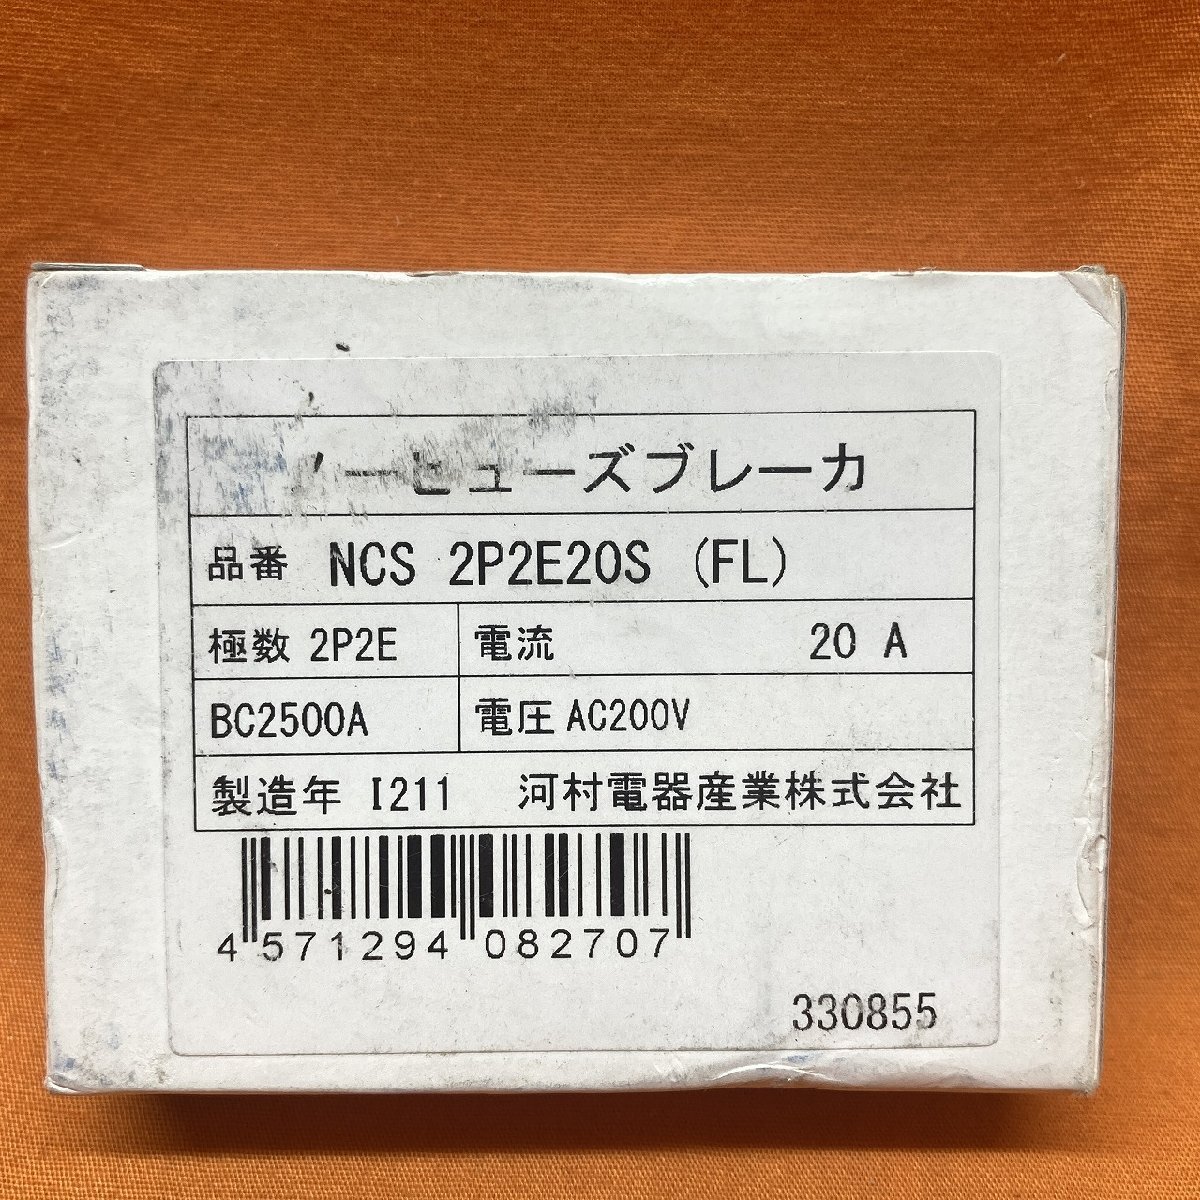 ノーヒューズブレーカ
品番 NCS 2P2E20S (FL)
極数 2P2E 電流 20 A
BC2500A 電圧 AC200V
製造年 I211 河村電器産業株式会社
4 571294 082707
330855